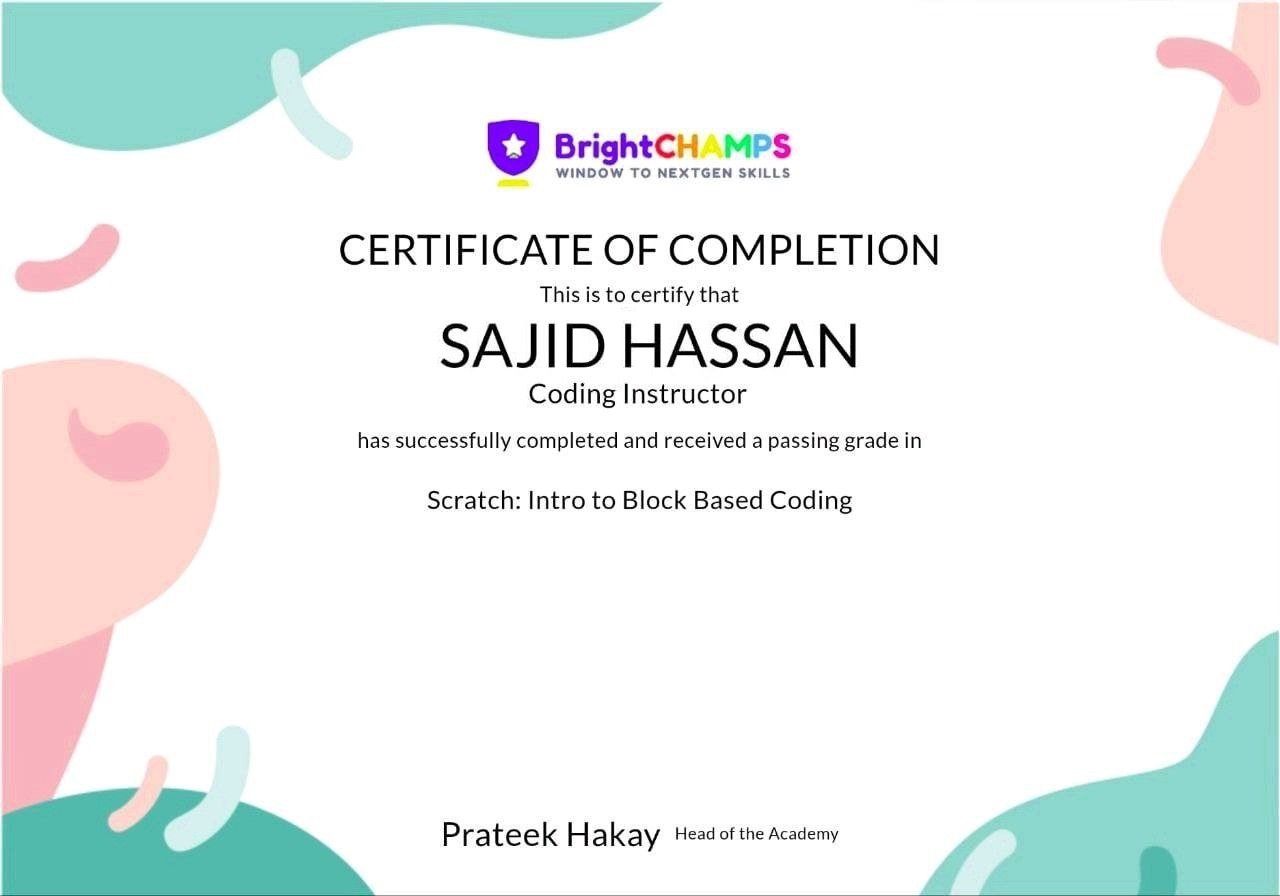 BrightCHAMPS
WINDOW TO NEXTGEN SKILLS
CERTIFICATE OF COMPLETION
This is to certify that
SAJID HASSAN
Coding Instructor
has successfully completed and received a passing grade in
Scratch: Intro to Block Based Coding
Prateek Hakay Head of the Academy